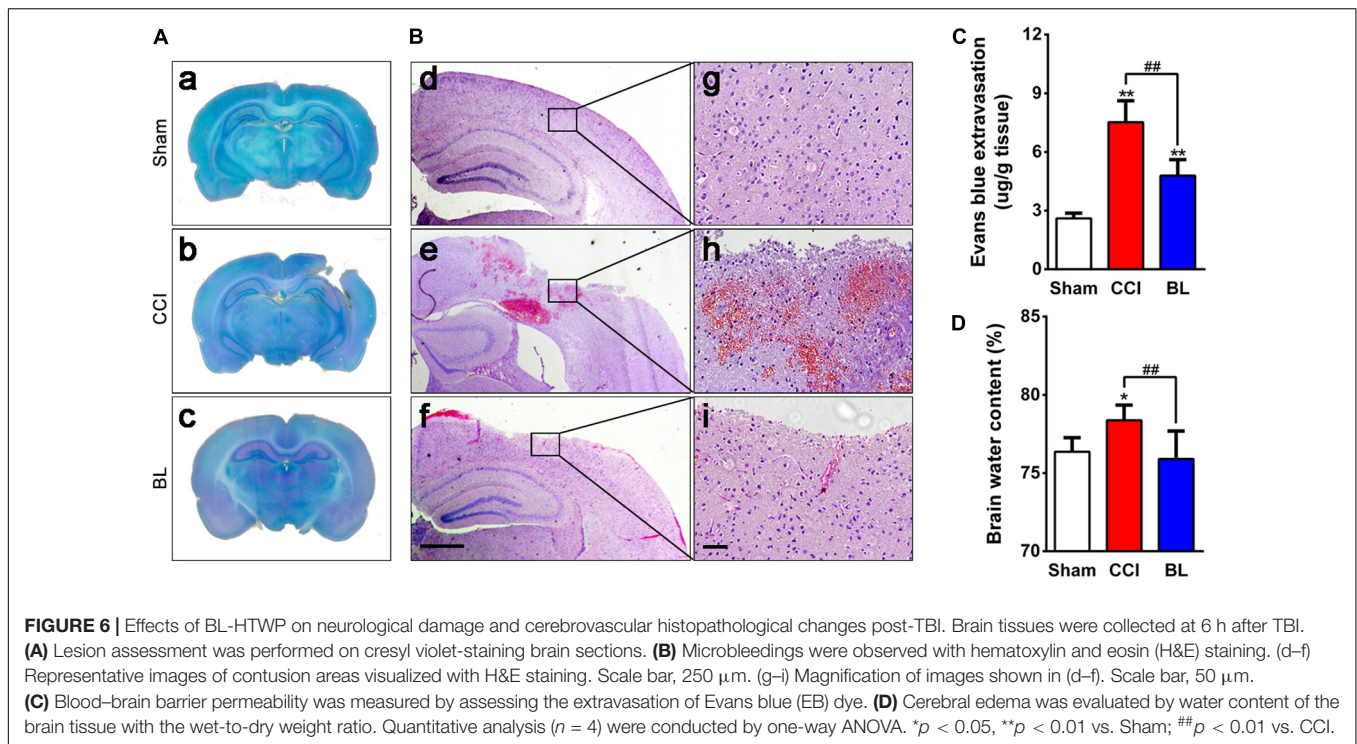 A
B
a
d
g
Sham
b
e
h
CCI
c
f
i
BL
C
12
9
6
3
0
Evans blue extravasation
(ug/g tissue)
##
**
**
Sham CCI BL
D
85
80
75
70
Brain water content (%)
##
*
Sham CCI BL
FIGURE 6 | Effects of BL-HTWP on neurological damage and cerebrovascular histopathological changes post-TBI. Brain tissues were collected at 6 h after TBI.
(A) Lesion assessment was performed on cresyl violet-staining brain sections. (B) Microbleedings were observed with hematoxylin and eosin (H&E) staining. (d–f)
Representative images of contusion areas visualized with H&E staining. Scale bar, 250 μm. (g–i) Magnification of images shown in (d–f). Scale bar, 50 μm.
(C) Blood–brain barrier permeability was measured by assessing the extravasation of Evans blue (EB) dye. (D) Cerebral edema was evaluated by water content of the
brain tissue with the wet-to-dry weight ratio. Quantitative analysis (n = 4) were conducted by one-way ANOVA. *p < 0.05, **p < 0.01 vs. Sham; ##p < 0.01 vs. CCI.